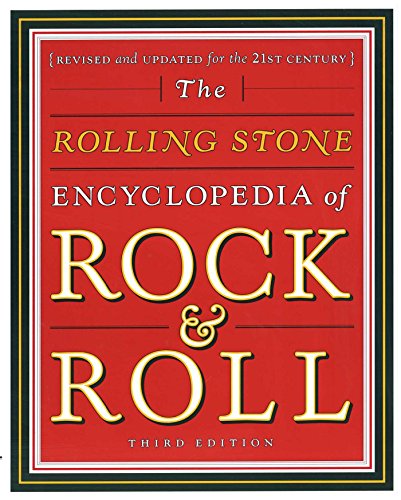 {REVISED and UPDATED for the 21ST CENTURY}
The
ROLLING STONE
ENCYCLOPEDIA of
ROCK
&
ROLL
THIRD EDITION